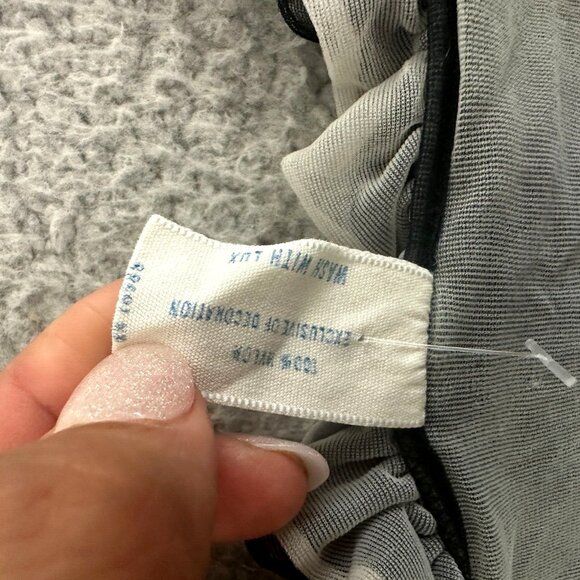 100% NYLON
EXCLUSIVE OF DECORATION
WASH WITH LUX